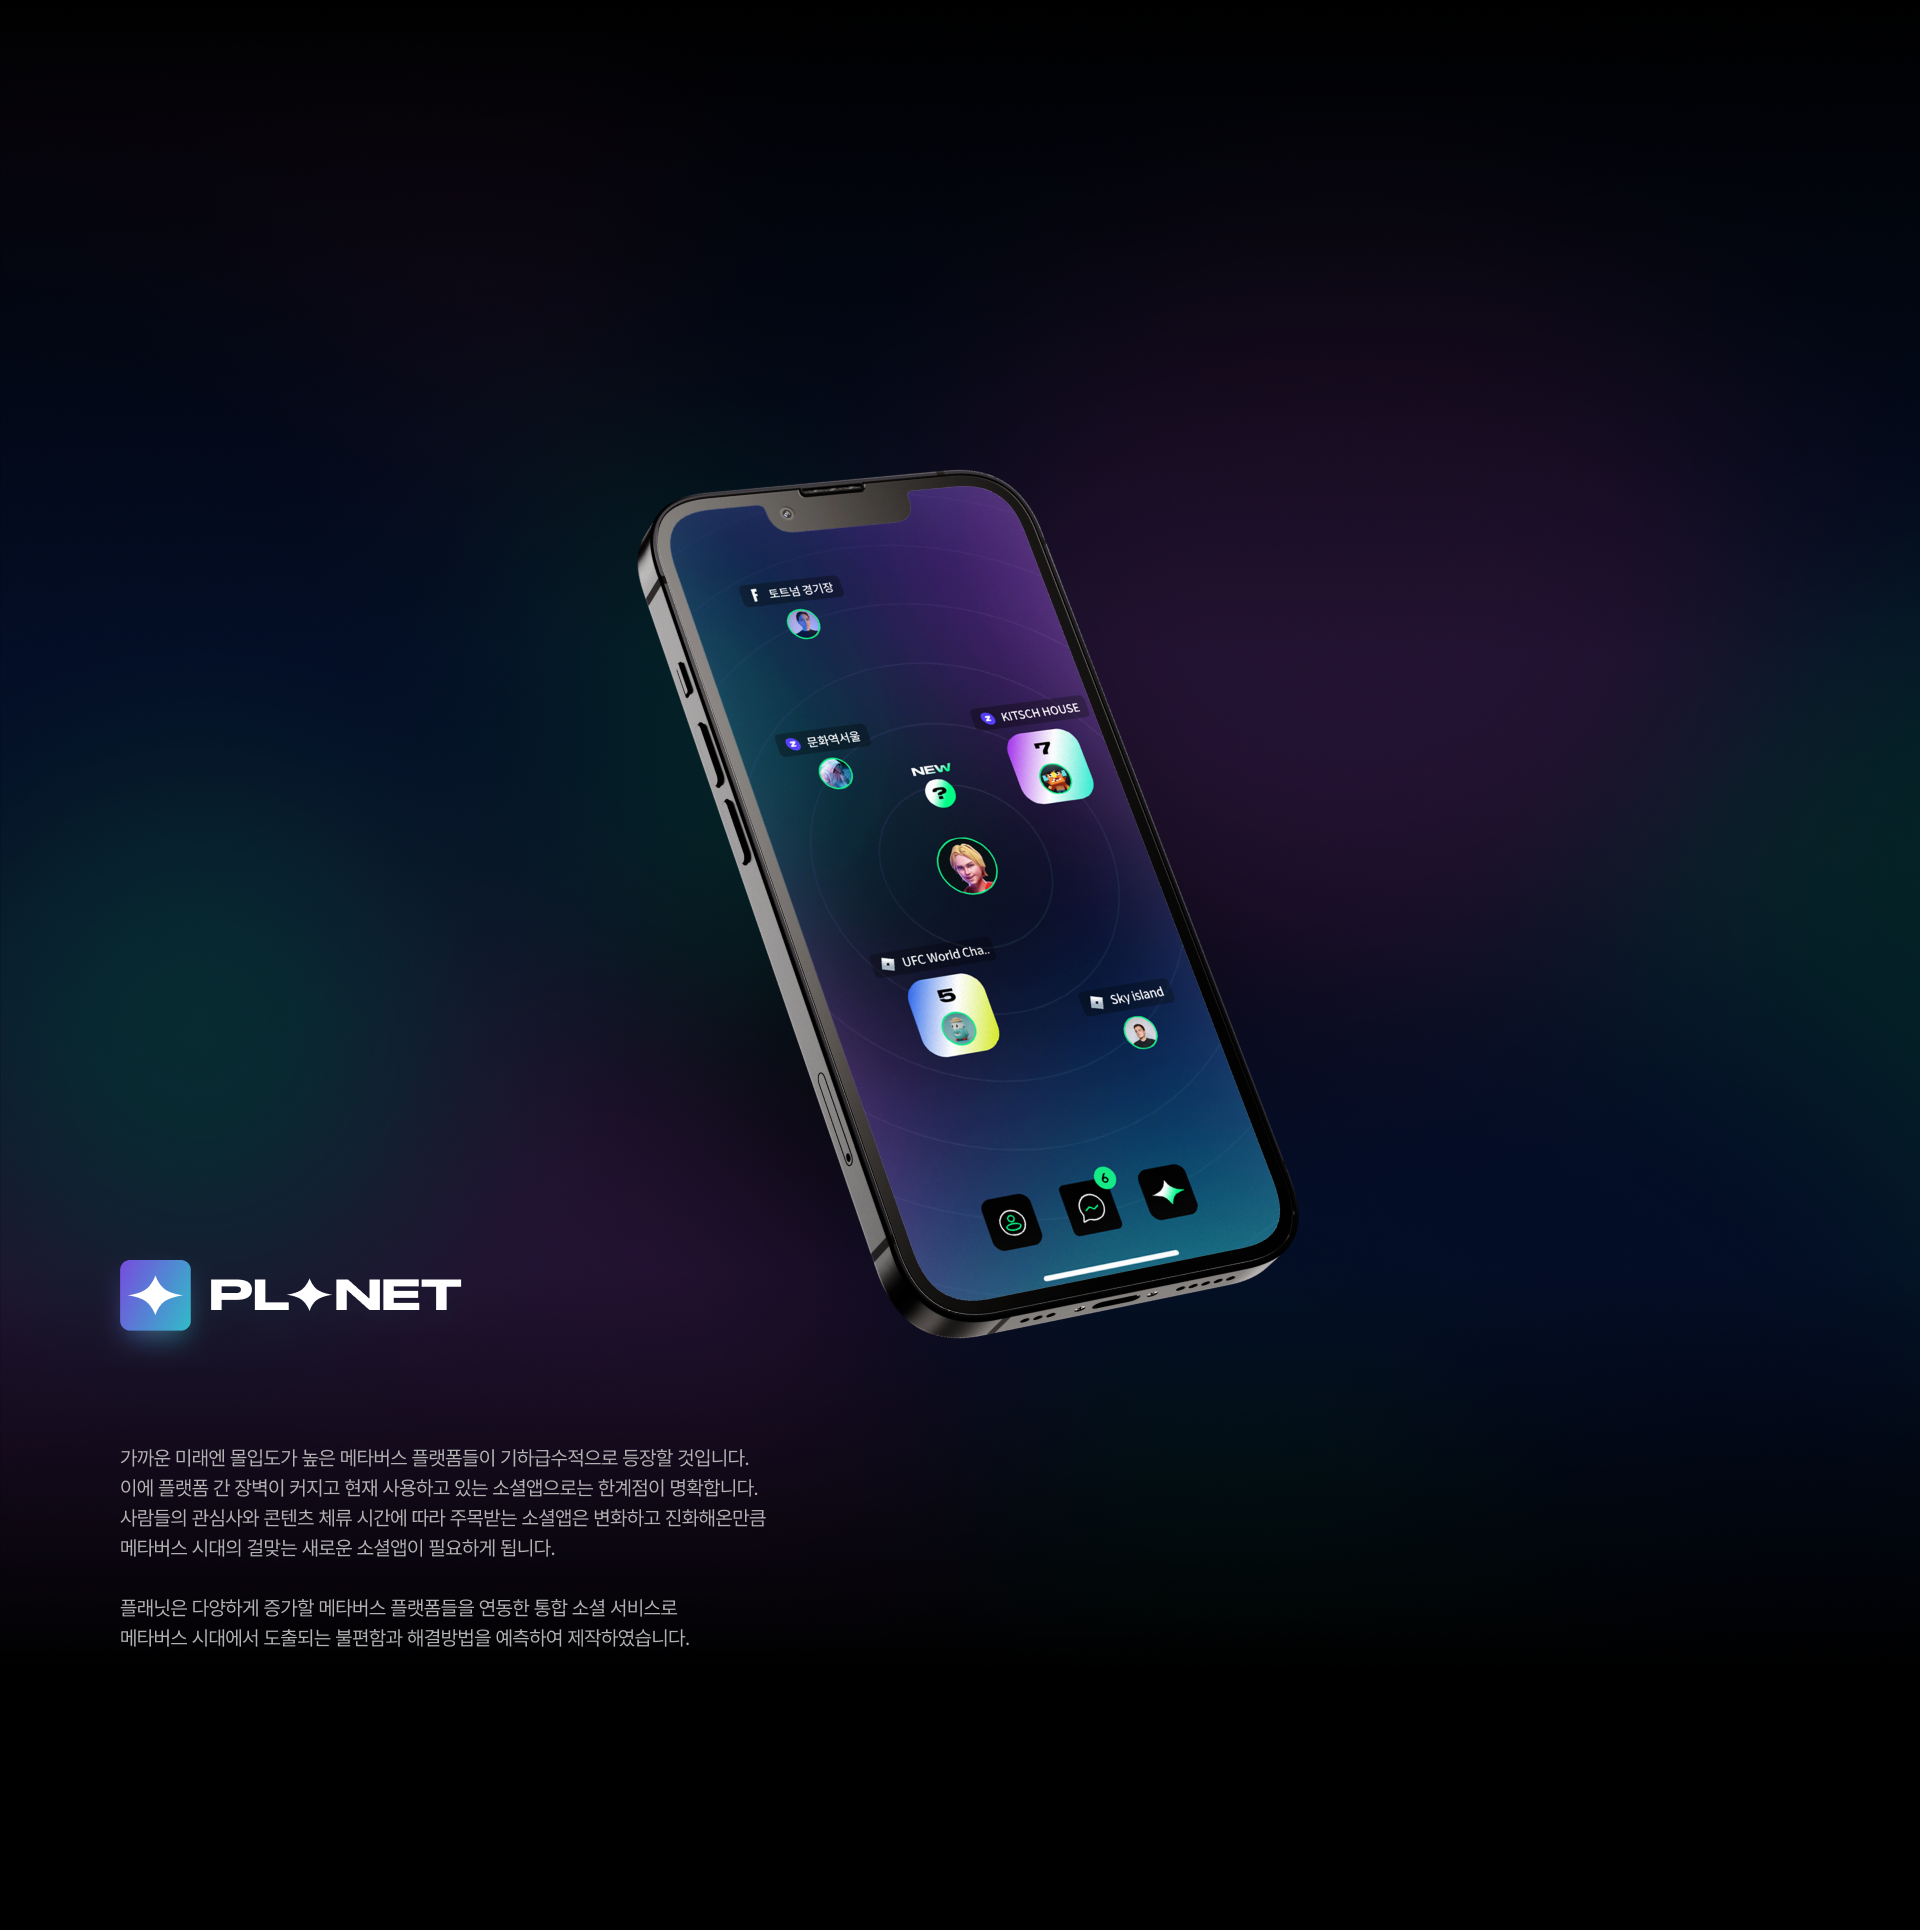 토트넘 경기장
KITSCH HOUSE
7
문화역서울
NEW
?
UFC World Cha..
5
Sky island
6
PL✦NET
가까운 미래엔 몰입도가 높은 메타버스 플랫폼들이 기하급수적으로 등장할 것입니다.
이에 플랫폼 간 장벽이 커지고 현재 사용하고 있는 소셜앱으로는 한계점이 명확합니다.
사람들의 관심사와 콘텐츠 체류 시간에 따라 주목받는 소셜앱은 변화하고 진화해온만큼
메타버스 시대의 걸맞는 새로운 소셜앱이 필요하게 됩니다.
플래닛은 다양하게 증가할 메타버스 플랫폼들을 연동한 통합 소셜 서비스로
메타버스 시대에서 도출되는 불편함과 해결방법을 예측하여 제작하였습니다.